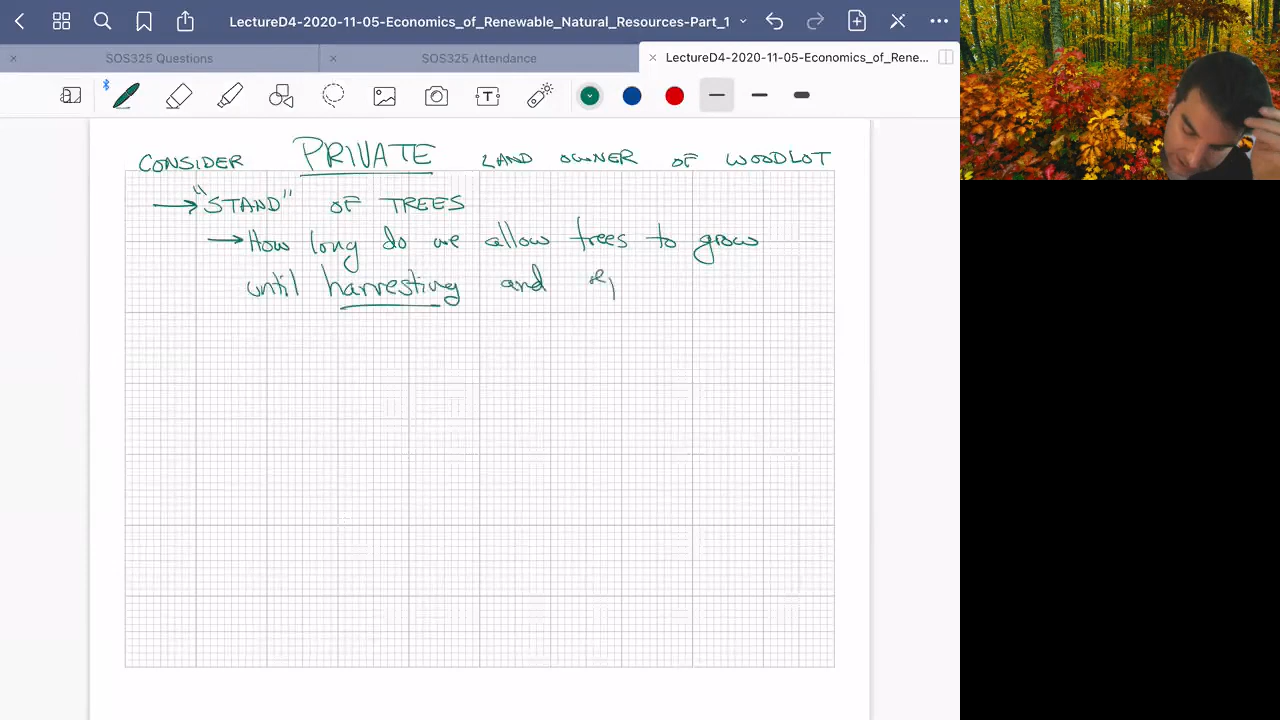 LectureD4-2020-11-05-Economics_of_Renewable_Natural_Resources-Part_1
SOS325 Questions
SOS325 Attendance
LectureD4-2020-11-05-Economics_of_Rene...
CONSIDER PRIVATE LAND OWNER OF WOODLOT
→ "STAND" OF TREES
→ How long do we allow trees to grow
until harvesting and